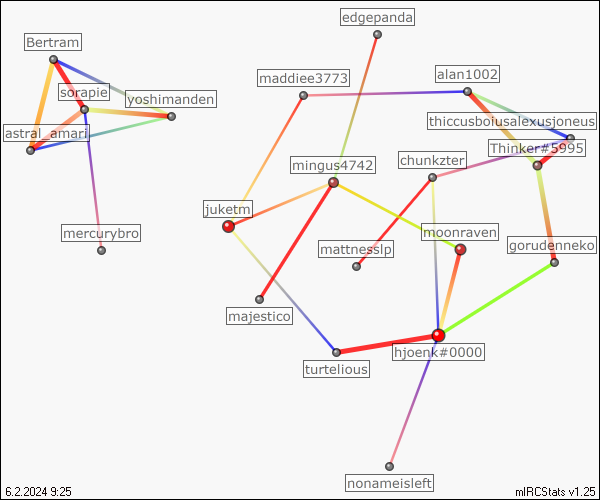 edgepanda
Bertram
maddiee3773
alan1002
sorapie
yoshimanden
thiccusboiusalexusjoneus
astral_amari
Thinker#5995
mingus4742
chunkzter
juketm
mercurybro
moonraven
mattnesslp
gorudenneko
majestico
hjoenk#0000
turtelious
nonameisleft
6.2.2024 9:25
mIRCStats v1.25